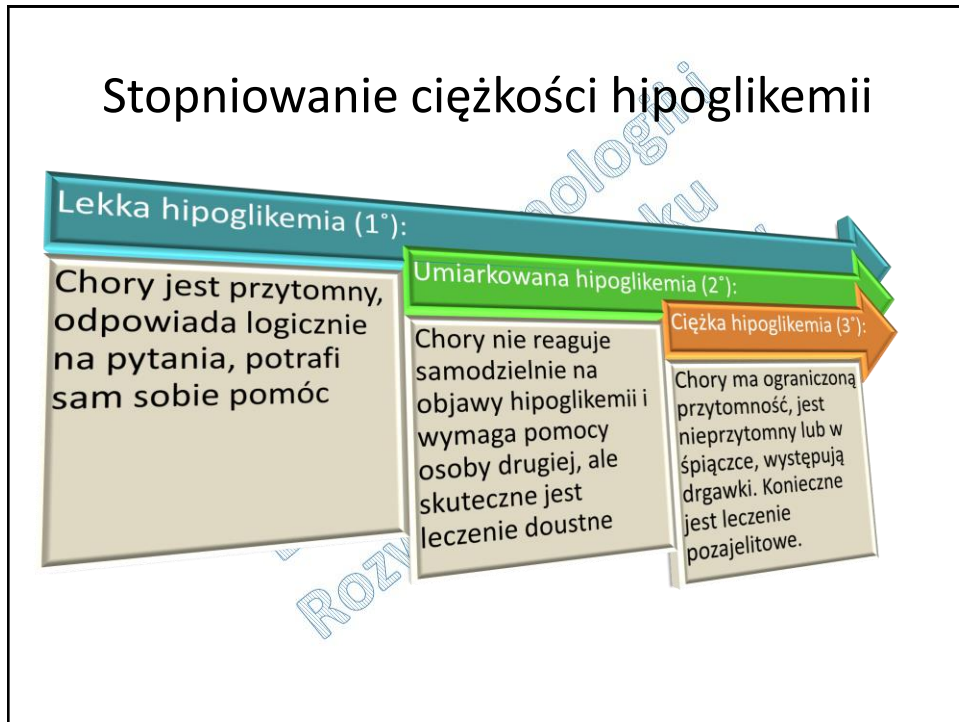 Stopniowanie ciężkości hipoglikemii
Lekka hipoglikemia (1˚):
Chory jest przytomny,
odpowiada logicznie
na pytania, potrafi
sam sobie pomóc
Umiarkowana hipoglikemia (2˚):
Chory nie reaguje
samodzielnie na
objawy hipoglikemii i
wymaga pomocy
osoby drugiej, ale
skuteczne jest
leczenie doustne
Ciężka hipoglikemia (3˚):
Chory ma ograniczoną
przytomność, jest
nieprzytomny lub w
śpiączce, występują
drgawki. Konieczne
jest leczenie
pozajelitowe.